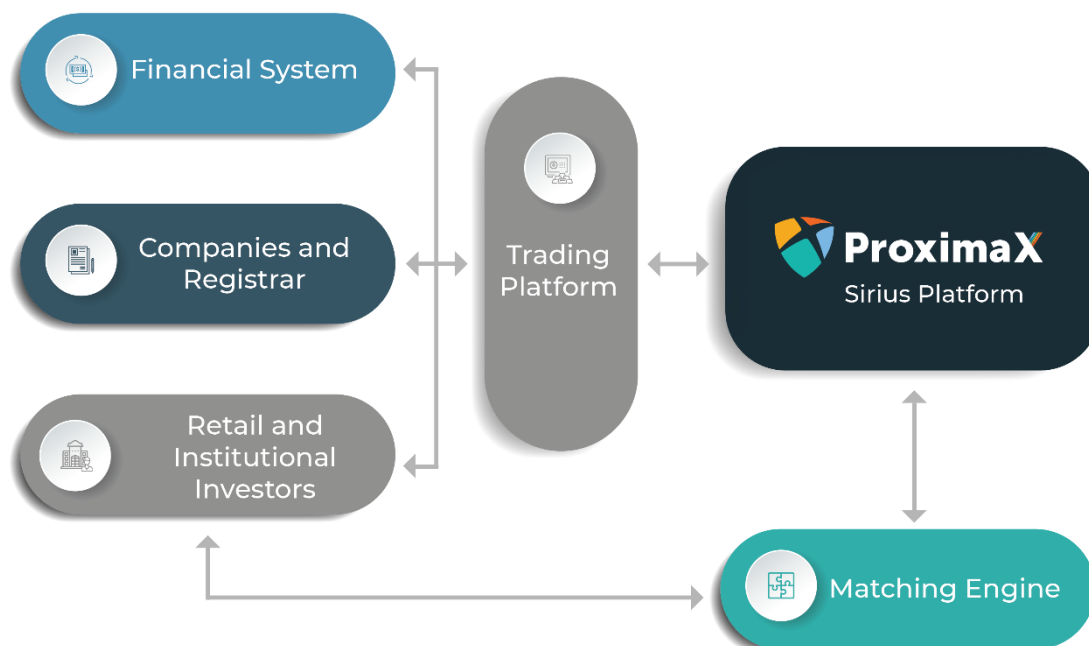 Financial System
Companies and
Registrar
Retail and
Institutional
Investors
Trading
Platform
ProximaX
Sirius Platform
Matching Engine